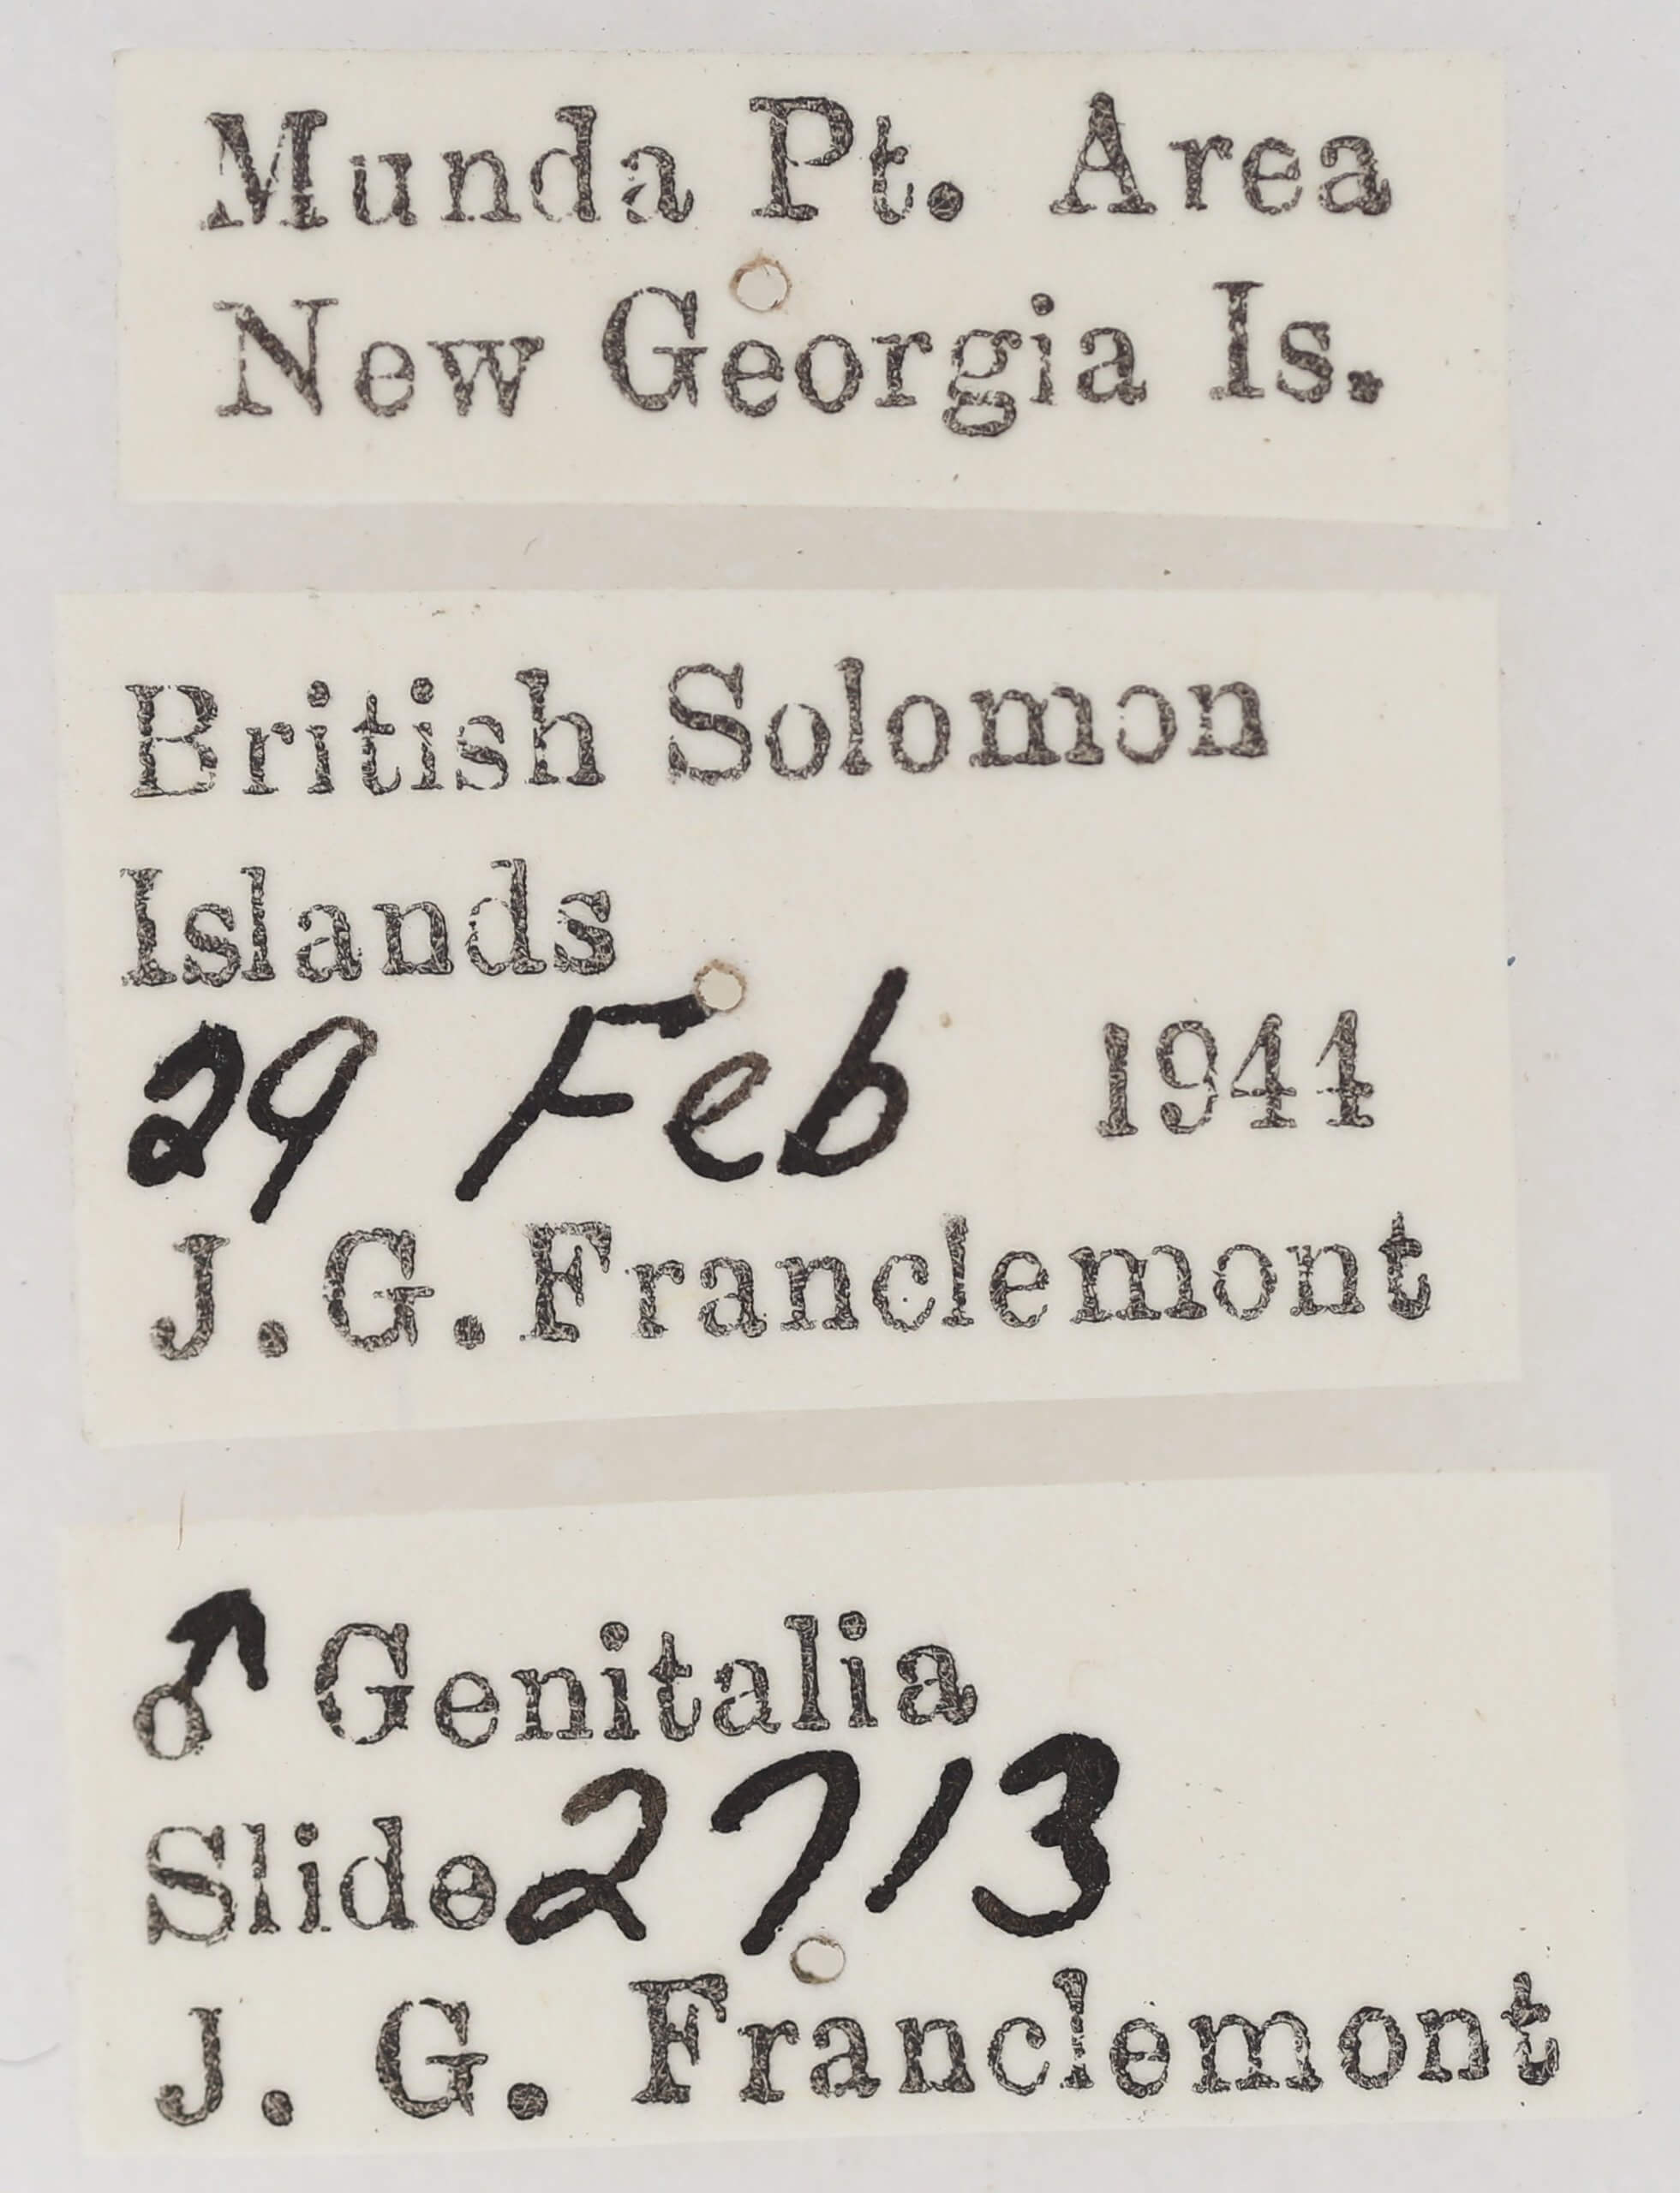 Munda Pt. Area
New Georgia Is.
British Solomon
Islands
29 Feb 1944
J.G.Franclemont
♂ Genitalia
Slide 2713
J. G. Franclemont